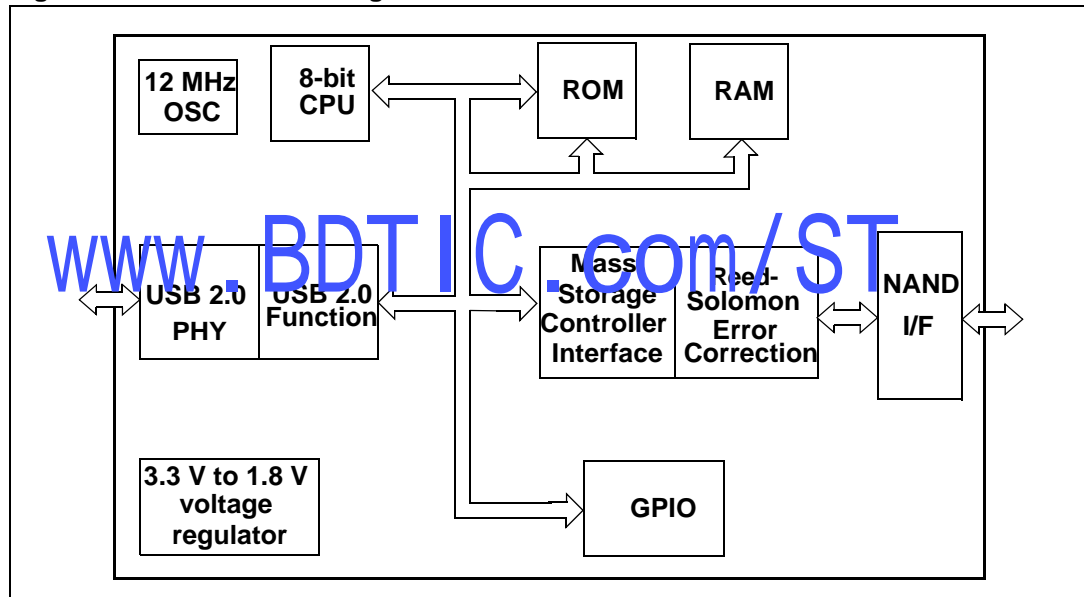 12 MHz
OSC
8-bit
CPU
ROM
RAM
www.BDTIC.com/ST
USB 2.0
PHY
USB 2.0
Function
Mass
Storage
Controller
Interface
Reed-
Solomon
Error
Correction
NAND
I/F
3.3 V to 1.8 V
voltage
regulator
GPIO